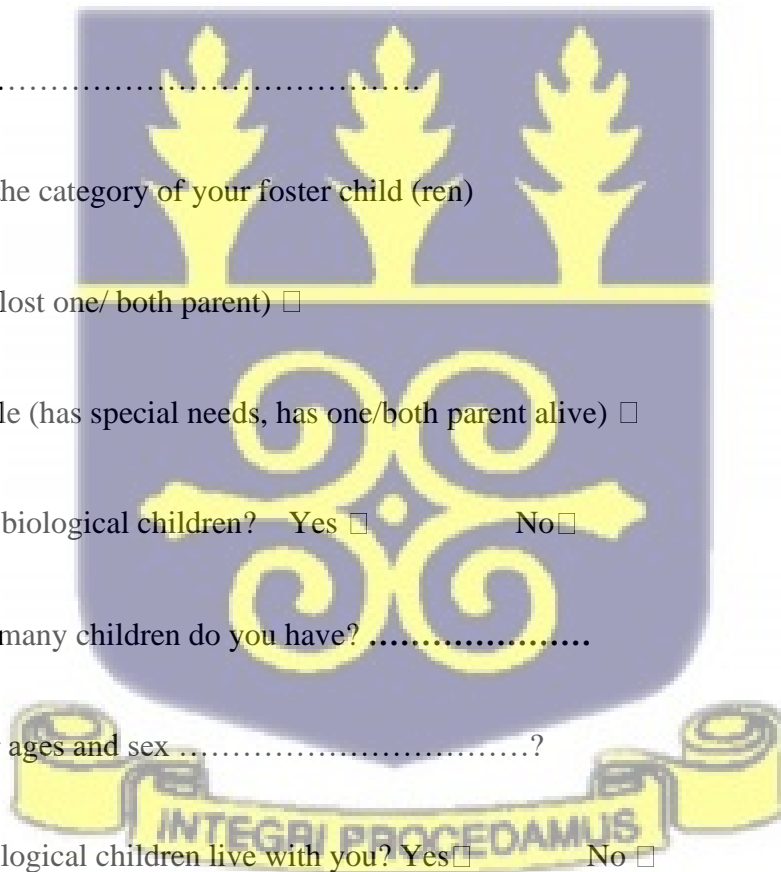 …………………………………….
he category of your foster child (ren)
lost one/ both parent) □
le (has special needs, has one/both parent alive) □
biological children? Yes □ No□
many children do you have? …………………
ages and sex ……………………………?
INTEGRI PROCEDAMUS
logical children live with you? Yes□ No □